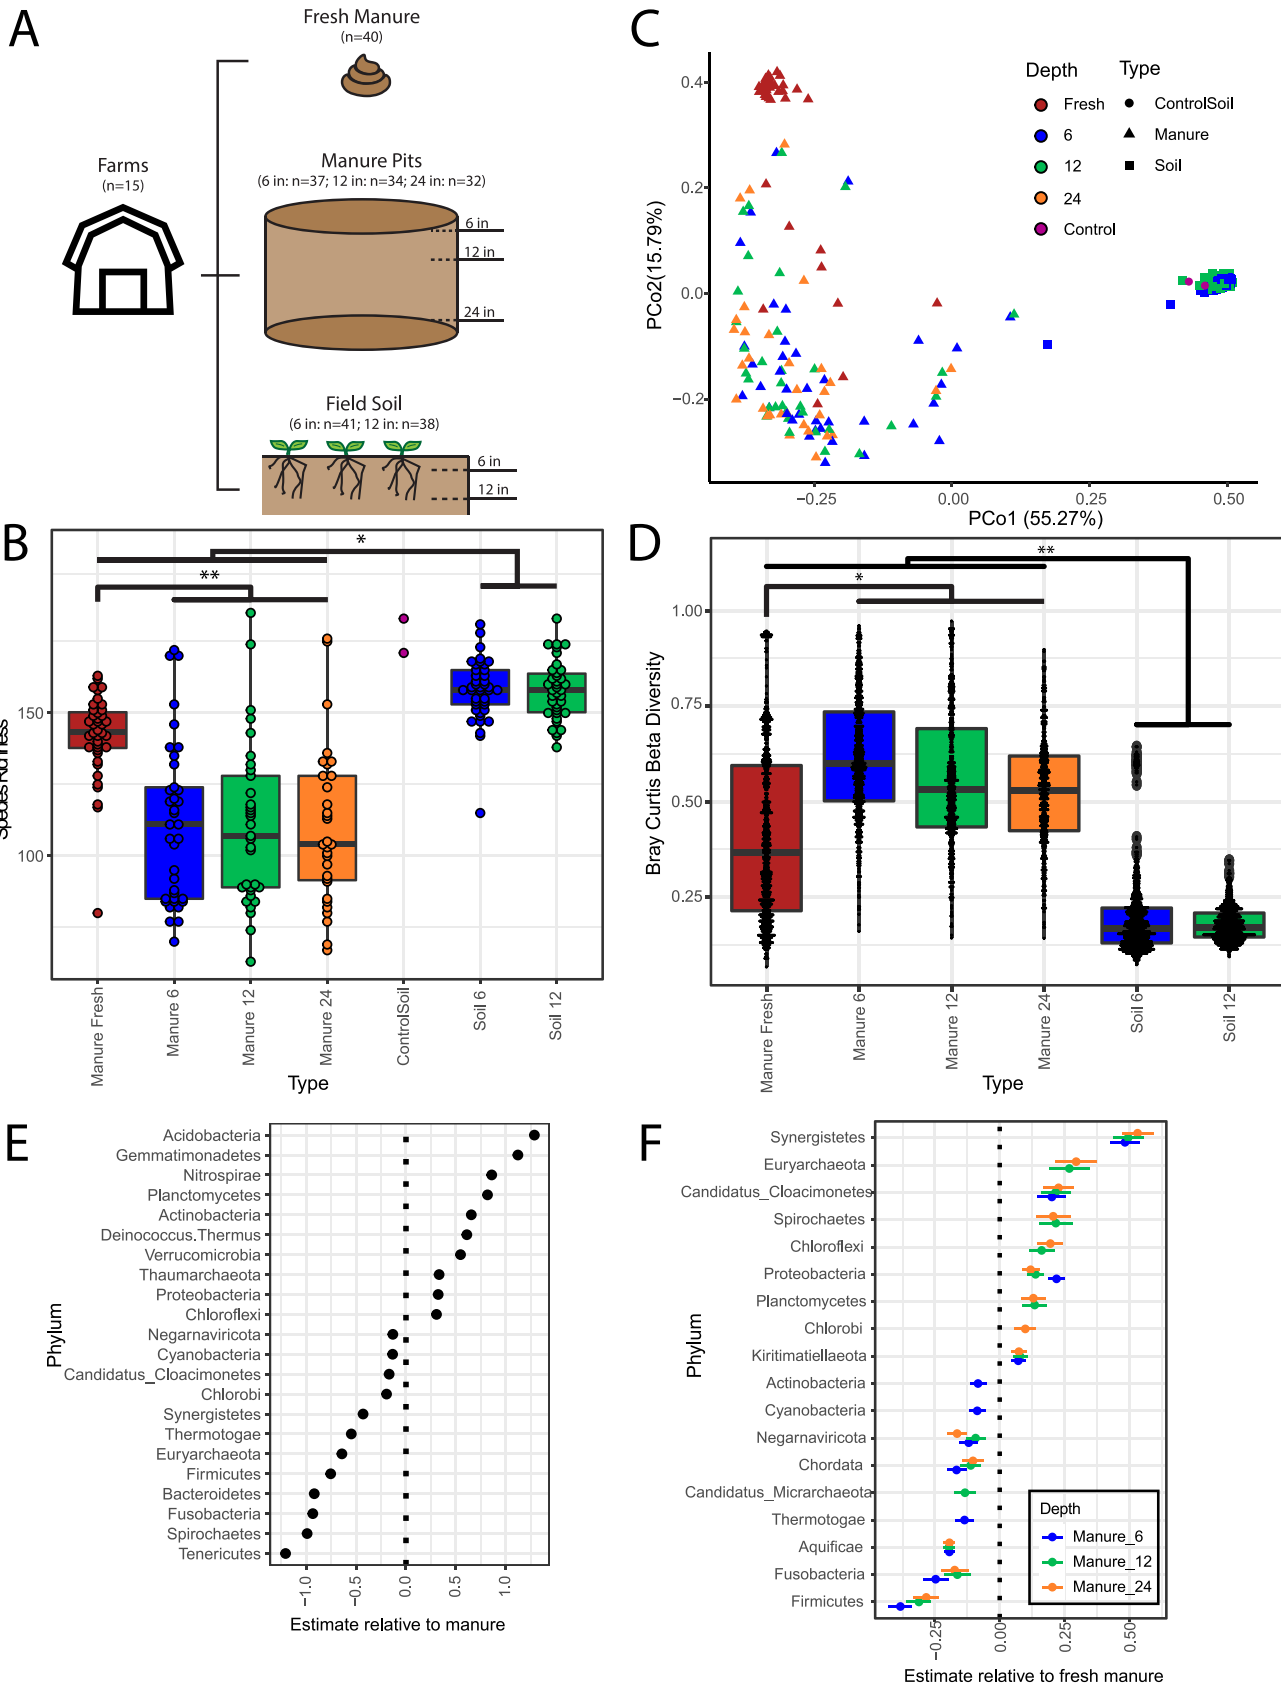 A
Fresh Manure
(n=40)
Farms
(n=15)
Manure Pits
(6 in: n=37; 12 in: n=34; 24 in: n=32)
6 in
12 in
24 in
Field Soil
(6 in: n=41; 12 in: n=38)
6 in
12 in
C
0.4
0.2
0.0
−0.2
PCo2(15.79%)
−0.25
0.00
0.25
0.50
PCo1 (55.27%)
Depth
Fresh
6
12
24
Control
Type
ControlSoil
Manure
Soil
B
*
**
150
100
Manure Fresh
Manure 6
Manure 12
Manure 24
ControlSoil
Soil 6
Soil 12
Type
D
**
*
Bray Curtis Beta Diversity
1.00
0.75
0.50
0.25
Manure Fresh
Manure 6
Manure 12
Manure 24
Soil 6
Soil 12
Type
E
Phylum
Acidobacteria
Gemmatimonadetes
Nitrospirae
Planctomycetes
Actinobacteria
Deinococcus.Thermus
Verrucomicrobia
Thaumarchaeota
Proteobacteria
Chloroflexi
Negarnaviricota
Cyanobacteria
Candidatus_Cloacimonetes
Chlorobi
Synergistetes
Thermotogae
Euryarchaeota
Firmicutes
Bacteroidetes
Fusobacteria
Spirochaetes
Tenericutes
−1.0
−0.5
0.0
0.5
1.0
Estimate relative to manure
F
Phylum
Synergistetes
Euryarchaeota
Candidatus_Cloacimonetes
Spirochaetes
Chloroflexi
Proteobacteria
Planctomycetes
Chlorobi
Kiritimatiellaeota
Actinobacteria
Cyanobacteria
Negarnaviricota
Chordata
Candidatus_Micrarchaeota
Thermotogae
Aquificae
Fusobacteria
Firmicutes
Depth
Manure_6
Manure_12
Manure_24
−0.25
0.00
0.25
0.50
Estimate relative to fresh manure